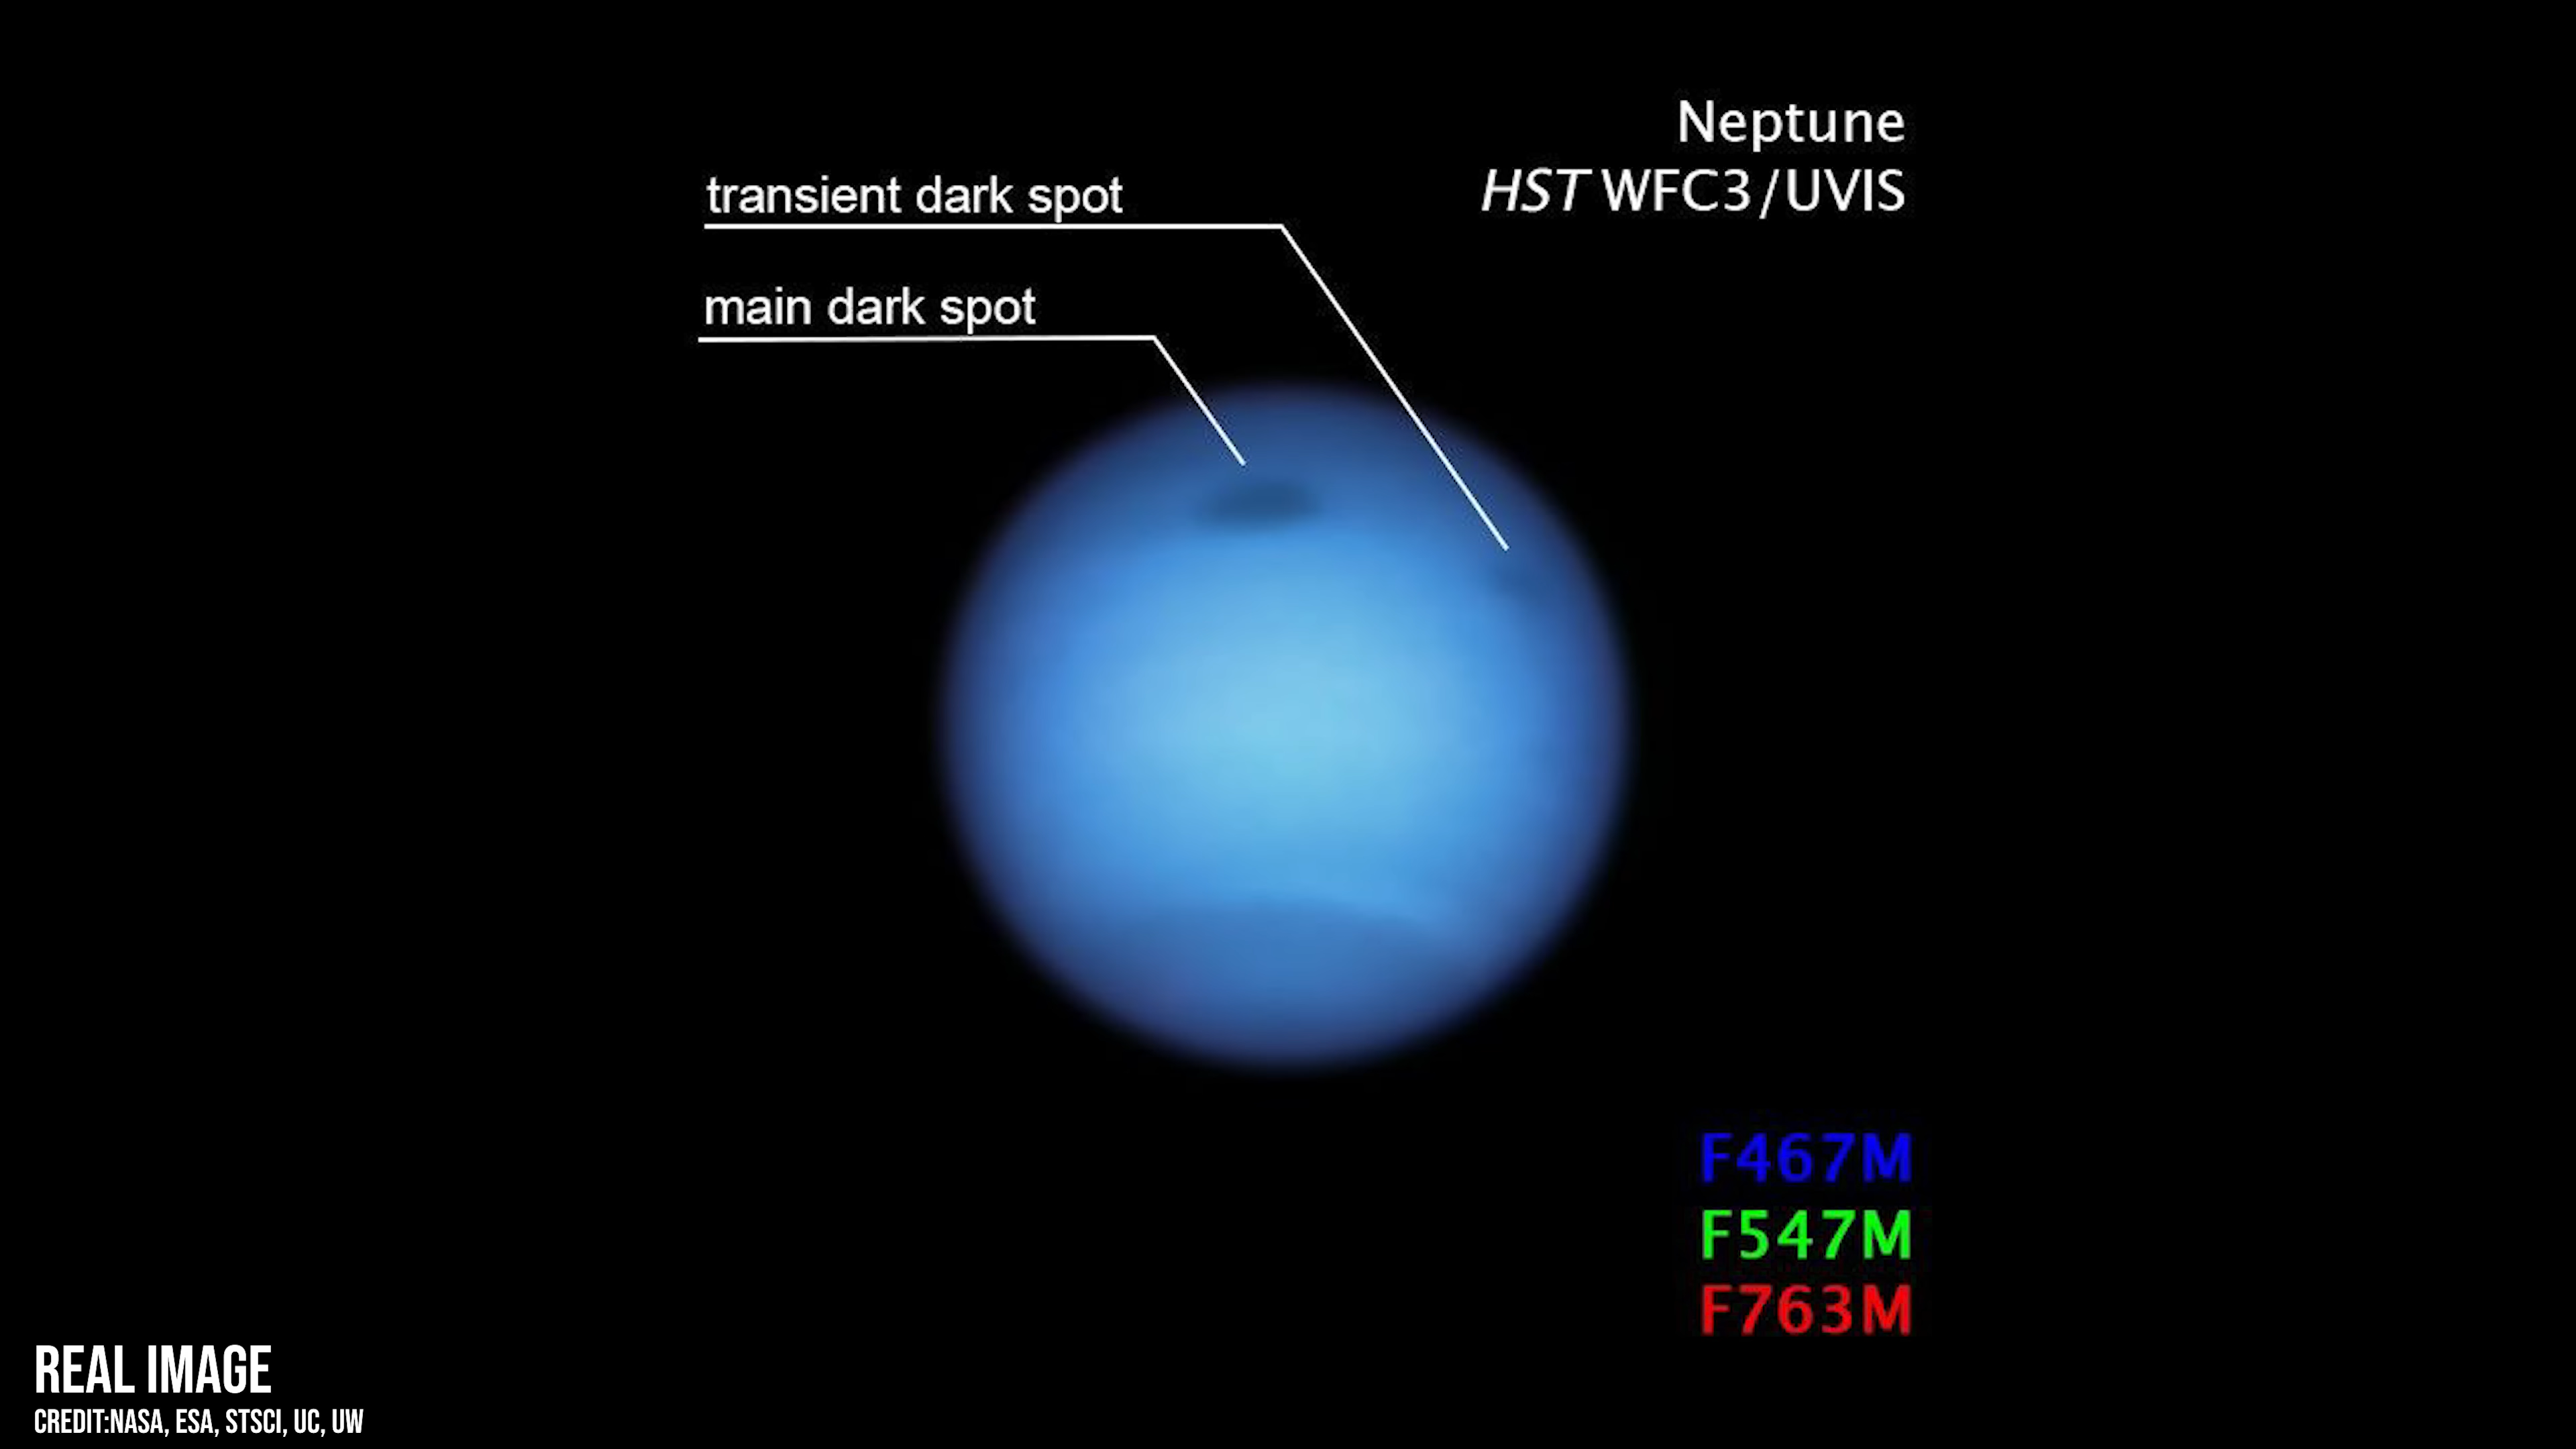 Neptune
HST WFC3/UVIS
transient dark spot
main dark spot
F467M
F547M
F763M
REAL IMAGE
CREDIT:NASA, ESA, STSCI, UC, UW